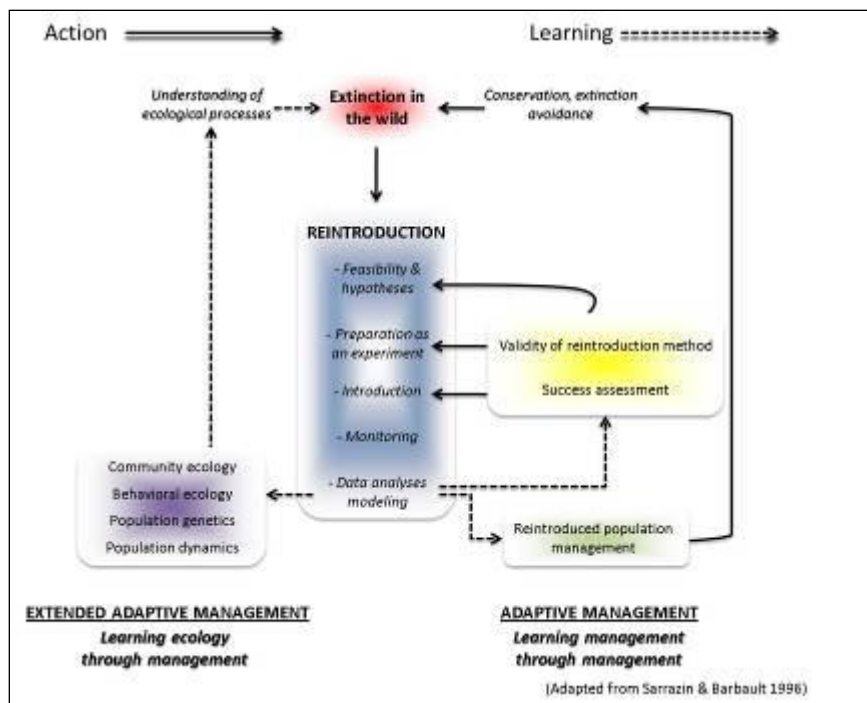 Action
Learning
Understanding of
ecological processes
Extinction in
the wild
Conservation, extinction
avoidance
REINTRODUCTION
- Feasibility &
hypotheses
- Preparation as
an experiment
- Introduction
- Monitoring
- Data analyses
modeling
Validity of reintroduction method
Success assessment
Community ecology
Behavioral ecology
Population genetics
Population dynamics
Reintroduced population
management
EXTENDED ADAPTIVE MANAGEMENT
Learning ecology
through management
ADAPTIVE MANAGEMENT
Learning management
through management
(Adapted from Sarrazin & Barbault 1996)